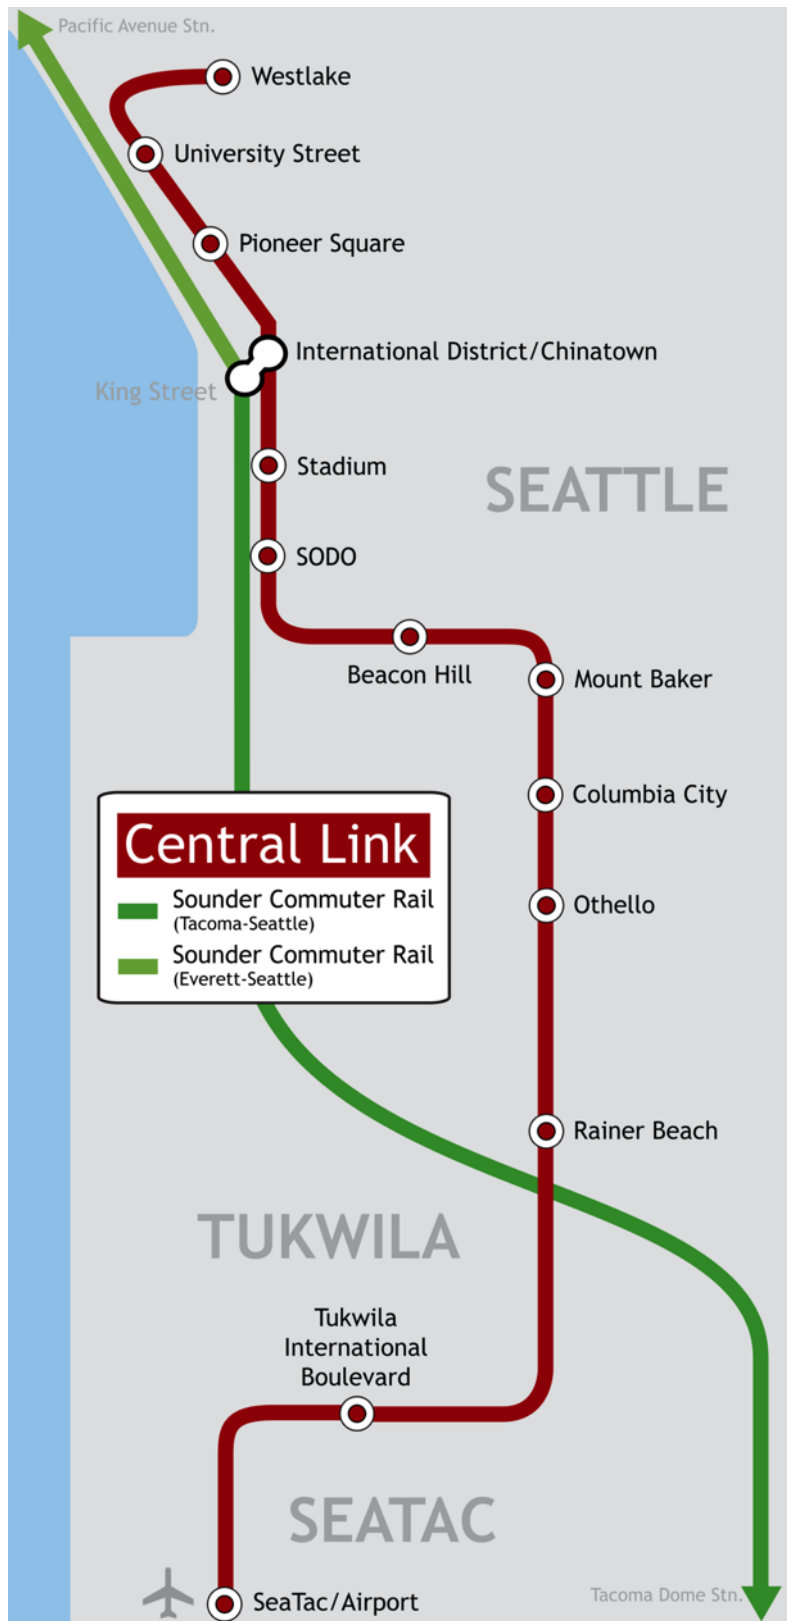 Pacific Avenue Stn.
Westlake
University Street
Pioneer Square
International District/Chinatown
King Street
Stadium
SEATTLE
SODO
Beacon Hill
Mount Baker
Columbia City
Central Link
Sounder Commuter Rail
(Tacoma-Seattle)
Sounder Commuter Rail
(Everett-Seattle)
Othello
Rainer Beach
TUKWILA
Tukwila
International
Boulevard
SEATAC
SeaTac/Airport
Tacoma Dome Stn.